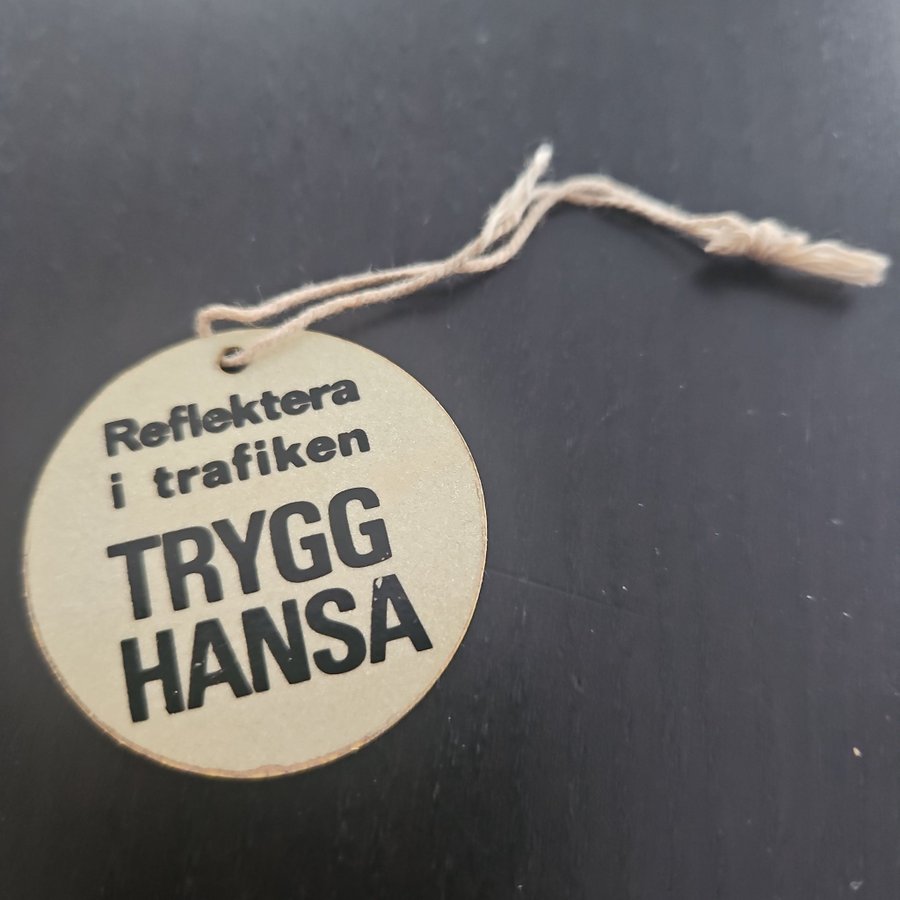 Reflektera
i trafiken
TRYGG
HANSA